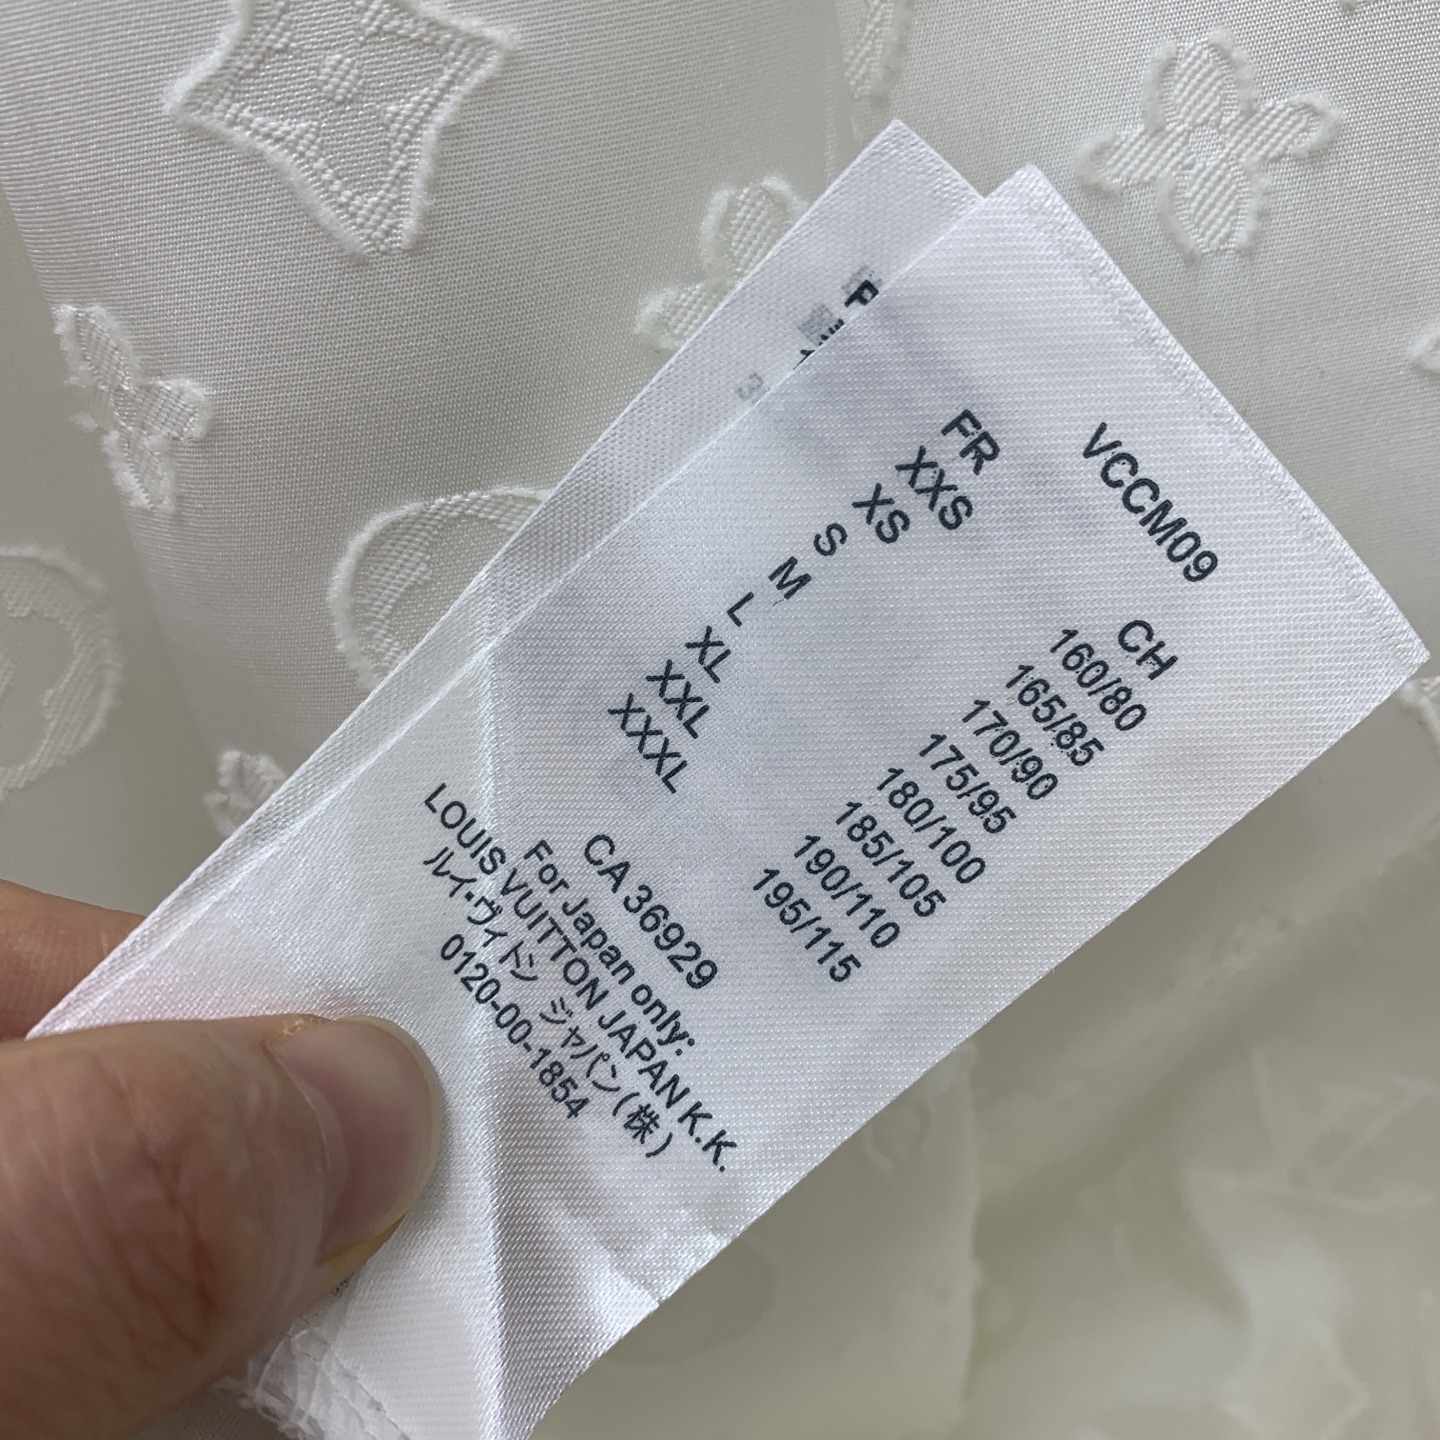 VCCM09
FR CH
XXS 160/80
XS 165/85
S 170/90
M 175/95
L 180/100
XL 185/105
XXL 190/110
XXXL 195/115
CA 36929
For Japan only:
LOUIS VUITTON JAPAN K.K.
ルイ・ヴィトン ジャパン(株)
0120-00-1854